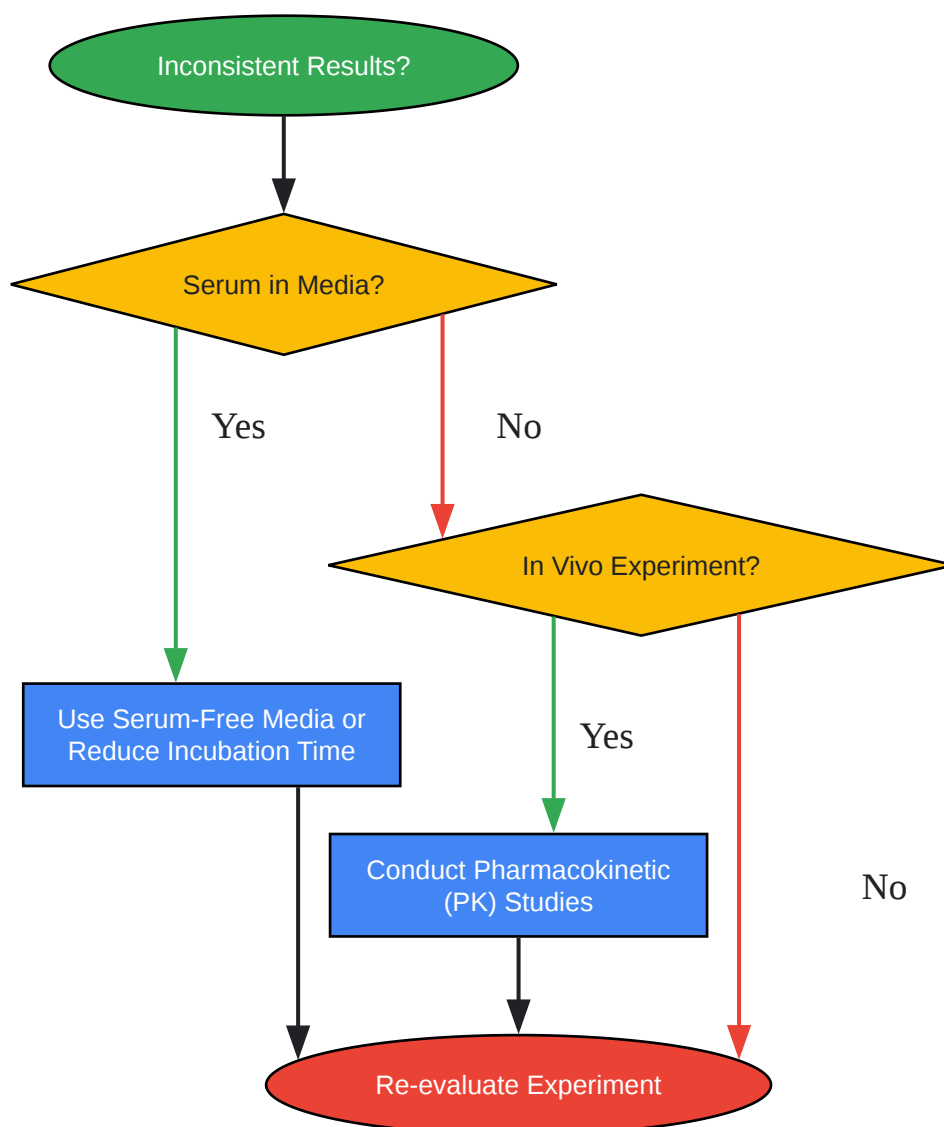 Inconsistent Results?
Serum in Media?
Yes
No
In Vivo Experiment?
Use Serum-Free Media or
Reduce Incubation Time
Yes
Conduct Pharmacokinetic
(PK) Studies
No
Re-evaluate Experiment